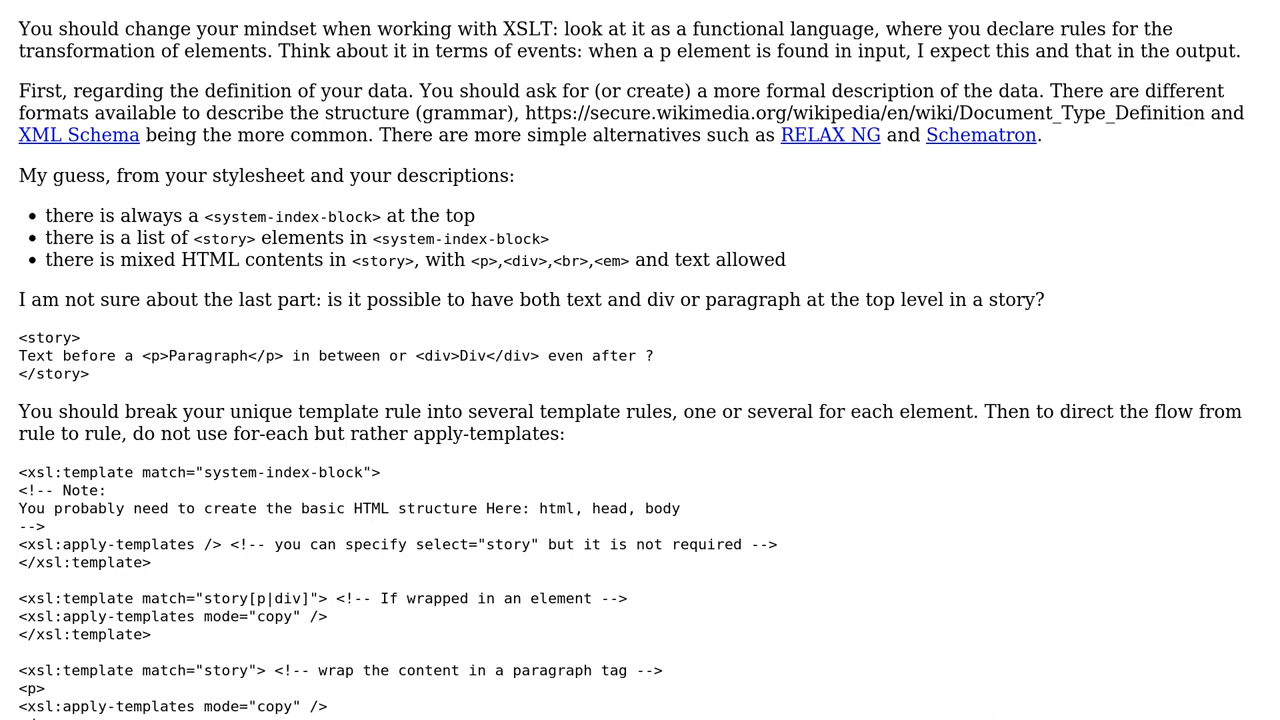 You should change your mindset when working with XSLT: look at it as a functional language, where you declare rules for the
transformation of elements. Think about it in terms of events: when a p element is found in input, I expect this and that in the output.
First, regarding the definition of your data. You should ask for (or create) a more formal description of the data. There are different
formats available to describe the structure (grammar), https://secure.wikimedia.org/wikipedia/en/wiki/Document_Type_Definition and
XML Schema being the more common. There are more simple alternatives such as RELAX NG and Schematron.
My guess, from your stylesheet and your descriptions:
• there is always a <system-index-block> at the top
• there is a list of <story> elements in <system-index-block>
• there is mixed HTML contents in <story>, with <p>,<div>,<br>,<em> and text allowed
I am not sure about the last part: is it possible to have both text and div or paragraph at the top level in a story?
<story>
Text before a <p>Paragraph</p> in between or <div>Div</div> even after ?
</story>
You should break your unique template rule into several template rules, one or several for each element. Then to direct the flow from
rule to rule, do not use for-each but rather apply-templates:
<xsl:template match="system-index-block">
<!-- Note:
You probably need to create the basic HTML structure Here: html, head, body
-->
<xsl:apply-templates /> <!-- you can specify select="story" but it is not required -->
</xsl:template>
<xsl:template match="story[p|div]"> <!-- If wrapped in an element -->
<xsl:apply-templates mode="copy" />
</xsl:template>
<xsl:template match="story"> <!-- wrap the content in a paragraph tag -->
<p>
<xsl:apply-templates mode="copy" />